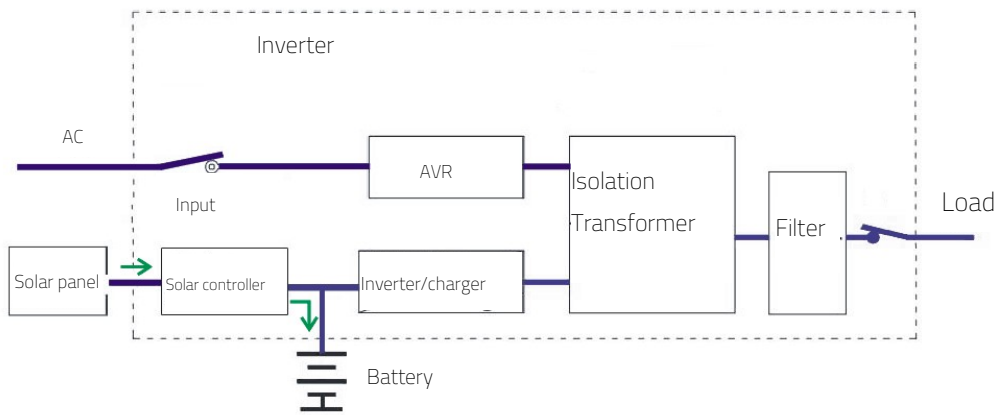 Inverter
AC
AVR
Isolation
Transformer
Input
Load
Filter
Solar panel
Solar controller
Inverter/charger
Battery